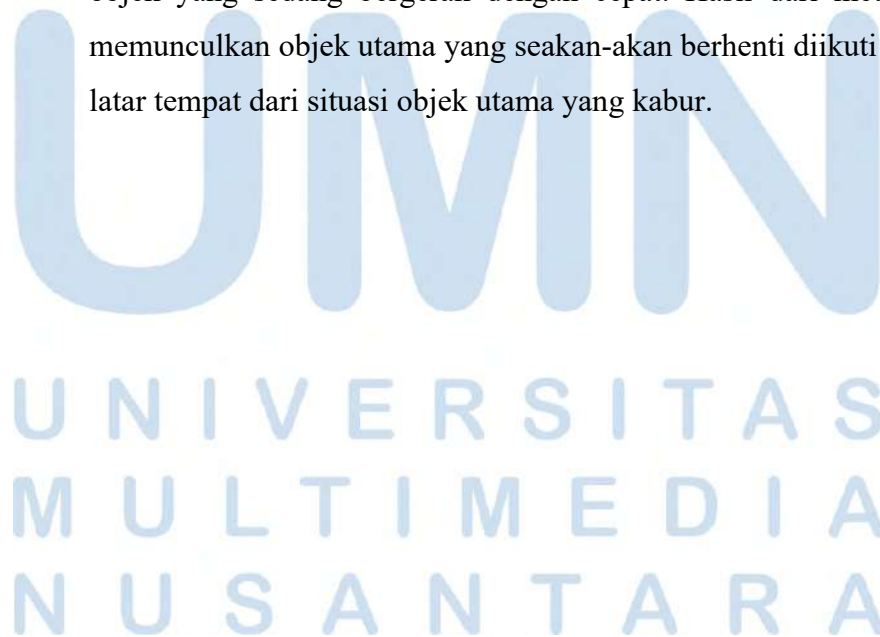 memunculkan objek utama yang seakan-akan berhenti diikuti
latar tempat dari situasi objek utama yang kabur.
UMN
UNIVERSITAS
MULTIMEDIA
NUSANTARA